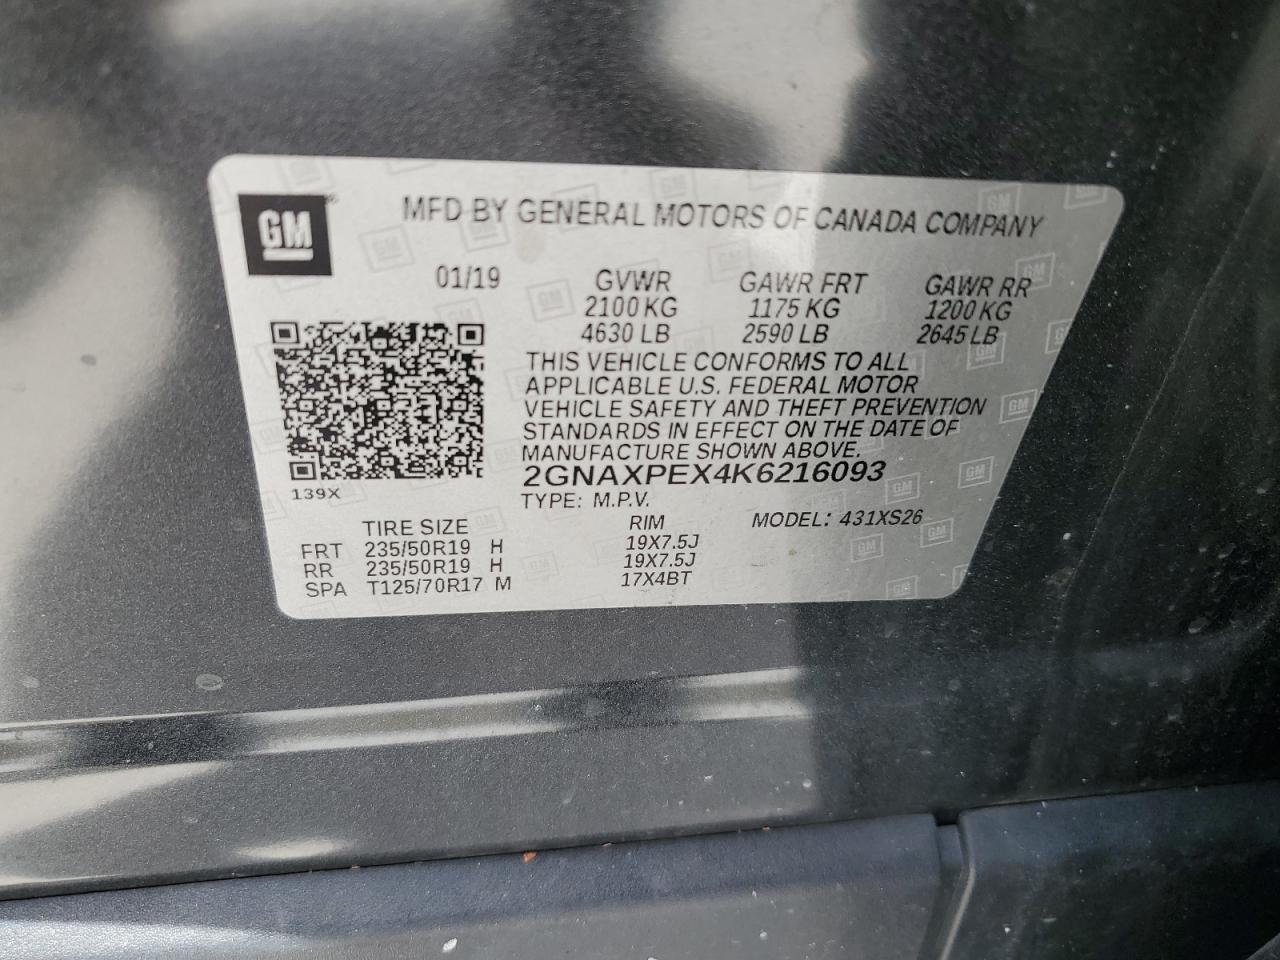 GM
MFD BY GENERAL MOTORS OF CANADA COMPANY
01/19 GVWR GAWR FRT GAWR RR
2100 KG 1175 KG 1200 KG
4630 LB 2590 LB 2645 LB
THIS VEHICLE CONFORMS TO ALL
APPLICABLE U.S. FEDERAL MOTOR
VEHICLE SAFETY AND THEFT PREVENTION
STANDARDS IN EFFECT ON THE DATE OF
MANUFACTURE SHOWN ABOVE.
2GNAXPEX4K6216093
139X
TYPE: M.P.V.
TIRE SIZE RIM MODEL: 431XS26
FRT 235/50R19 H 19X7.5J
RR 235/50R19 H 19X7.5J
SPA T125/70R17 M 17X4BT